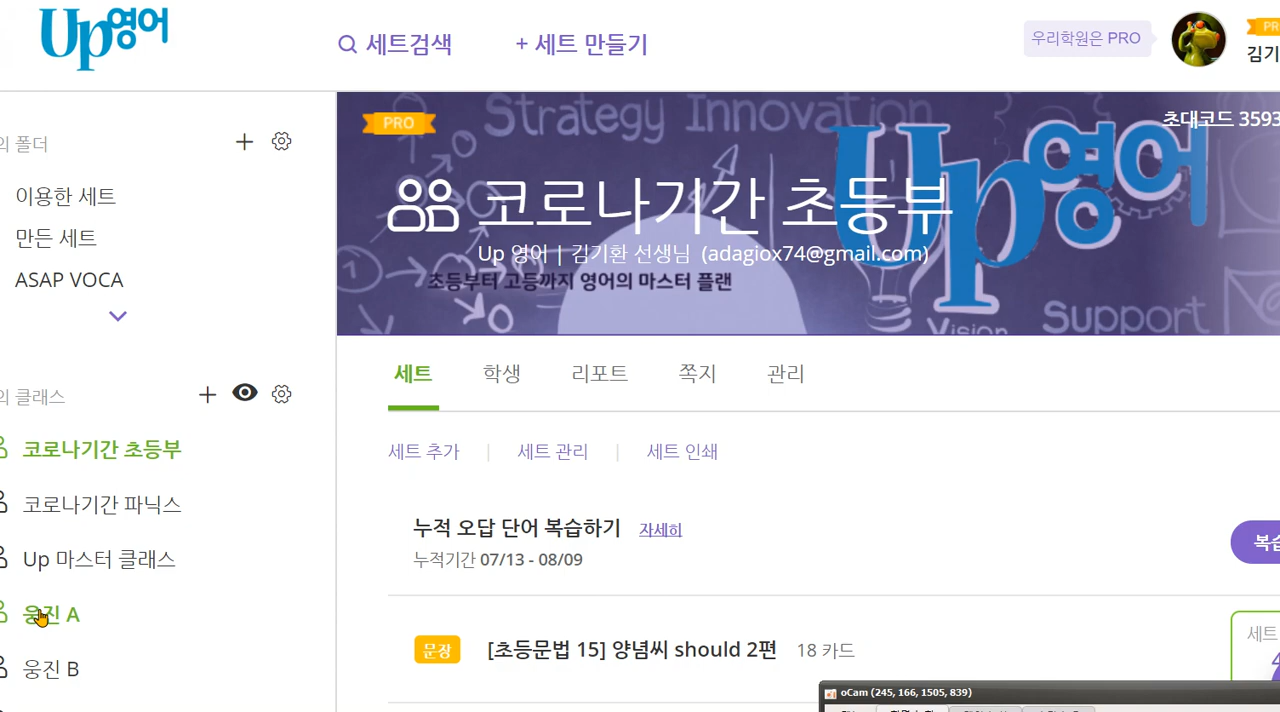 Up영어
세트검색
+ 세트 만들기
우리학원은 PRO
PR
김기
의 폴더
이용한 세트
만든 세트
ASAP VOCA
의 클래스
코로나기간 초등부
코로나기간 파닉스
Up 마스터 클래스
웅진 A
웅진 B
PRO
Strategy Innovation
초대코드 3593
Up영어
코로나기간 초등부
Up 영어 | 김기환 선생님 (adagiox74@gmail.com)
초등부터 고등까지 영어의 마스터 플랜
Vision
Support
세트
학생
리포트
쪽지
관리
세트 추가 | 세트 관리 | 세트 인쇄
누적 오답 단어 복습하기 자세히
누적기간 07/13 - 08/09
복습
문장
[초등문법 15] 양념씨 should 2편 18 카드
세트
oCam (245, 166, 1505, 839)